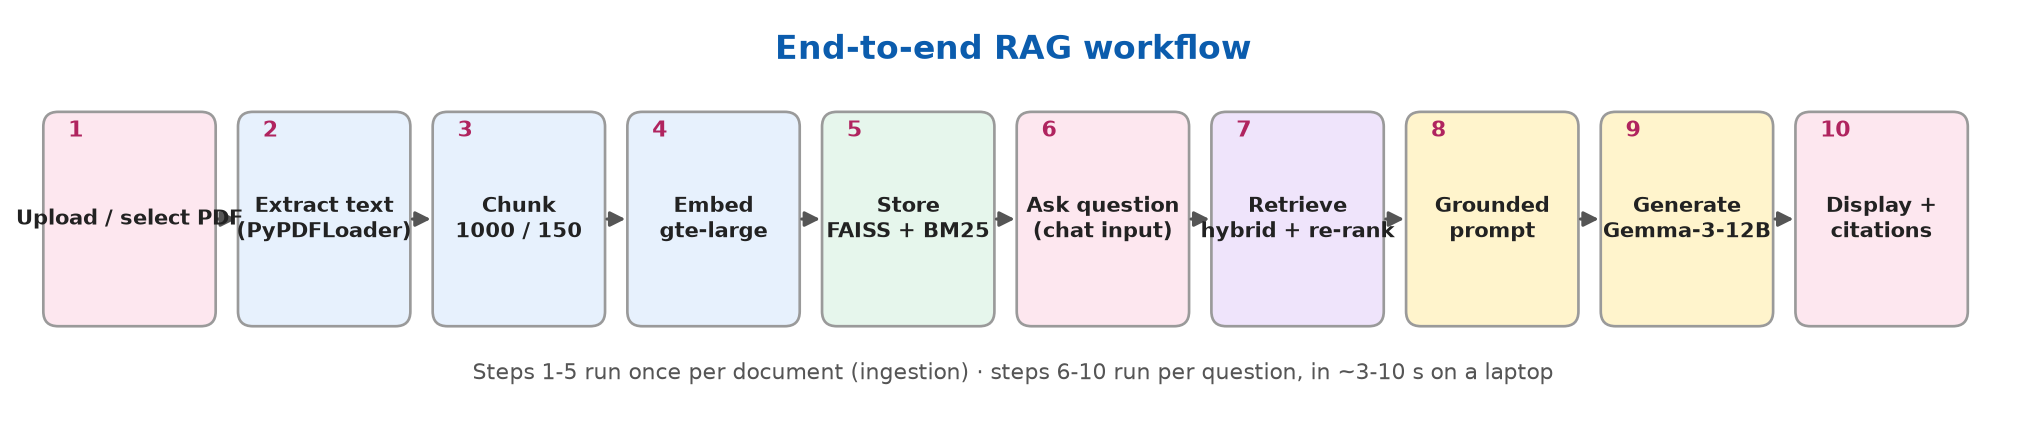 End-to-end RAG workflow
1
Upload / select PDF
2
Extract text
(PyPDFLoader)
3
Chunk
1000 / 150
4
Embed
gte-large
5
Store
FAISS + BM25
6
Ask question
(chat input)
7
Retrieve
hybrid + re-rank
8
Grounded
prompt
9
Generate
Gemma-3-12B
10
Display +
citations
Steps 1-5 run once per document (ingestion) · steps 6-10 run per question, in ~3-10 s on a laptop